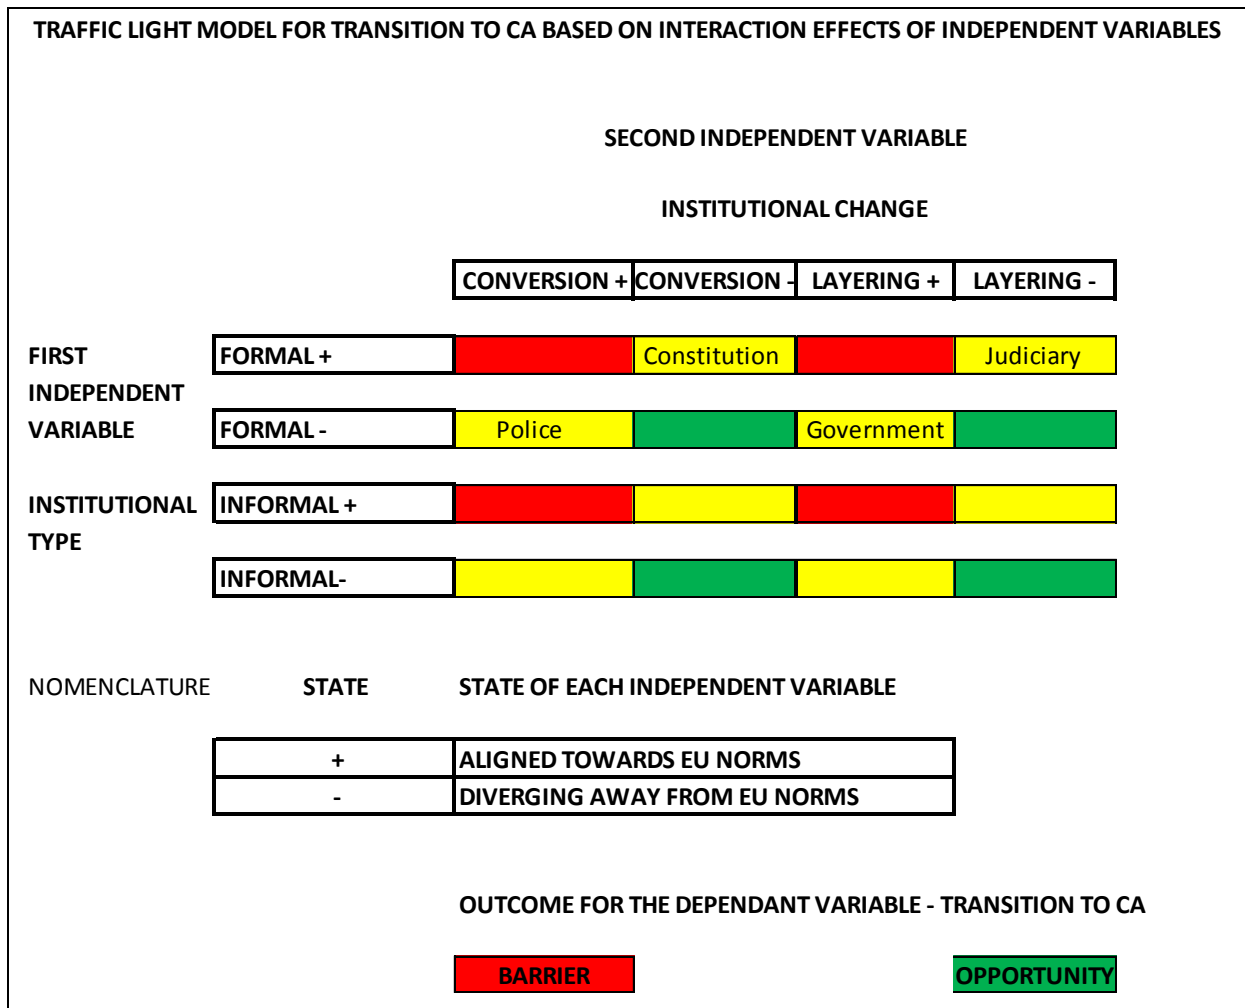 TRAFFIC LIGHT MODEL FOR TRANSITION TO CA BASED ON INTERACTION EFFECTS OF INDEPENDENT VARIABLES
SECOND INDEPENDENT VARIABLE
INSTITUTIONAL CHANGE
CONVERSION + CONVERSION - LAYERING + LAYERING -
FIRST FORMAL + Constitution Judiciary
INDEPENDENT
VARIABLE FORMAL - Police Government
INSTITUTIONAL INFORMAL +
TYPE
INFORMAL-
NOMENCLATURE STATE STATE OF EACH INDEPENDENT VARIABLE
+ ALIGNED TOWARDS EU NORMS
- DIVERGING AWAY FROM EU NORMS
OUTCOME FOR THE DEPENDANT VARIABLE - TRANSITION TO CA
BARRIER OPPORTUNITY